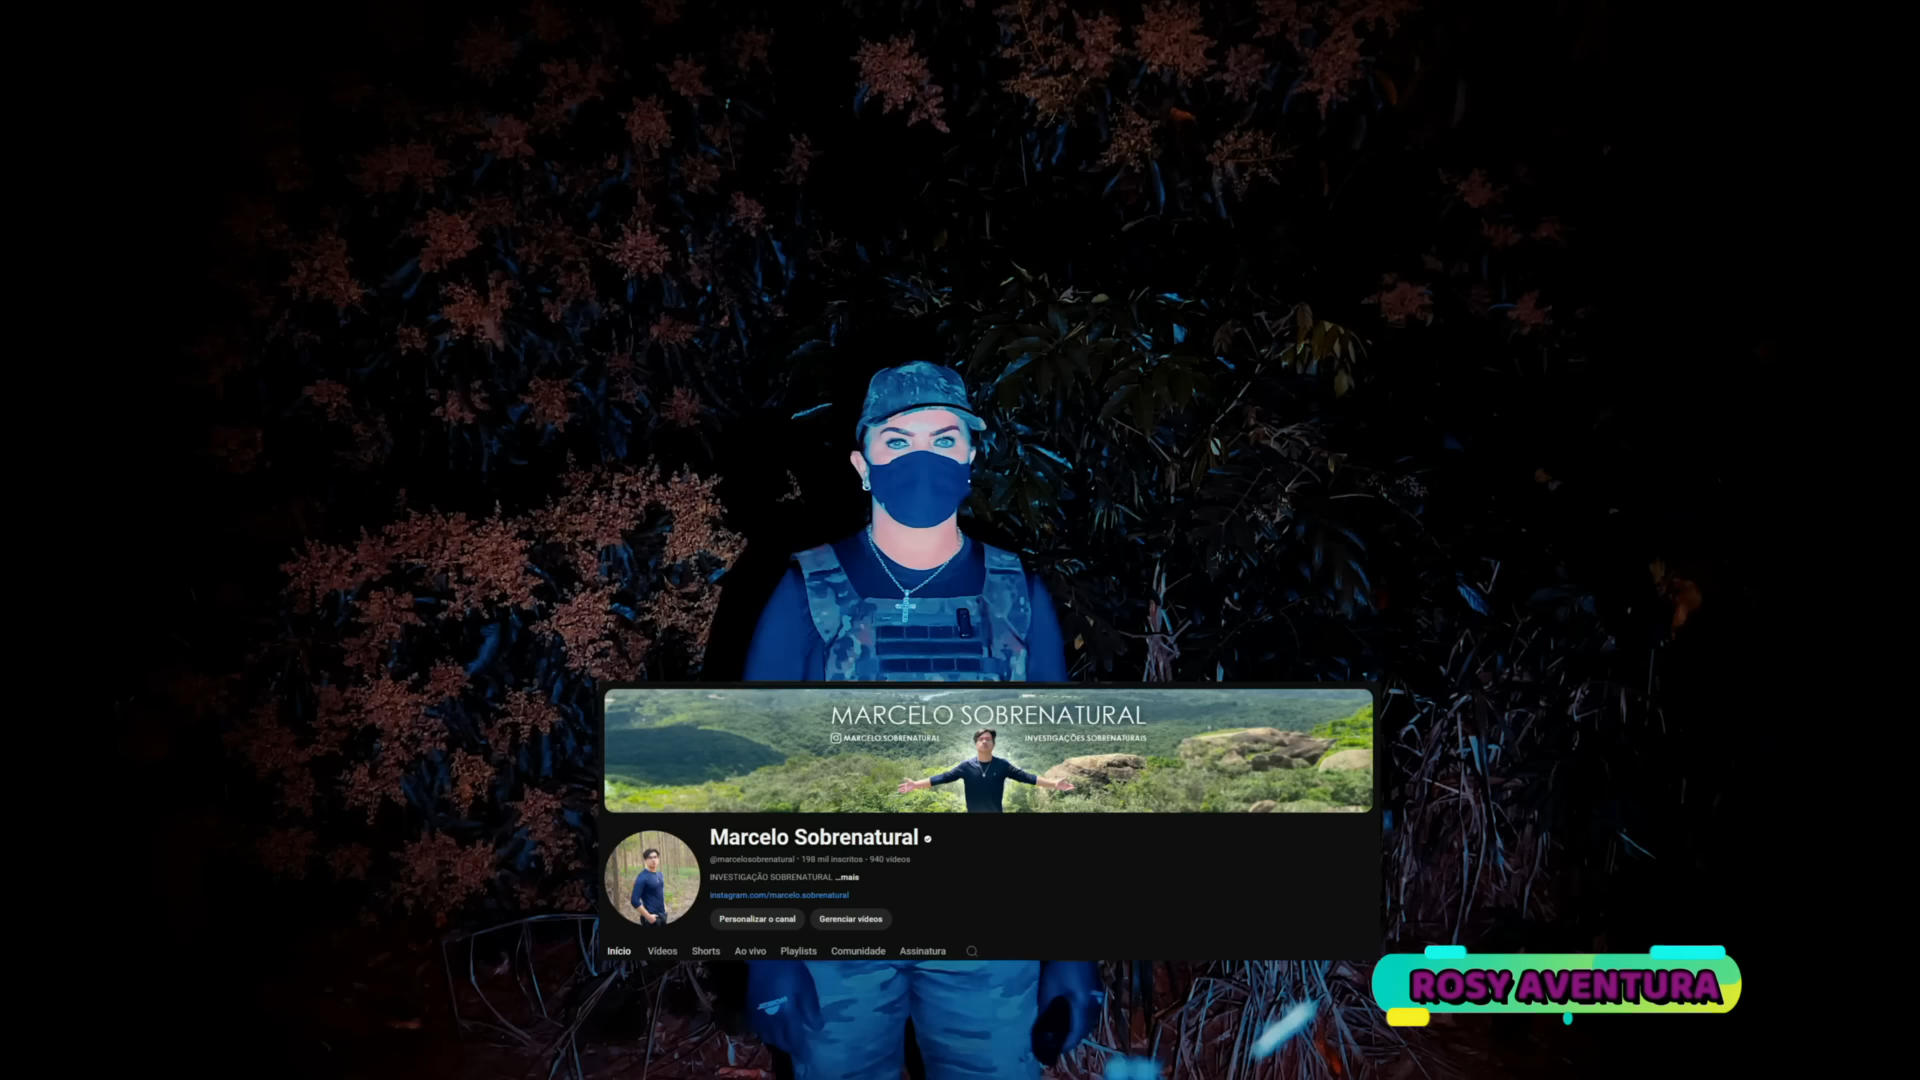 MARCELO SOBRENATURAL
MARCELO.SOBRENATURAL
INVESTIGAÇÕES SOBRENATURAIS
Marcelo Sobrenatural
@marcelosobrenatural · 198 mil inscritos · 940 vídeos
INVESTIGAÇÃO SOBRENATURAL ...mais
instagram.com/marcelo.sobrenatural
Personalizar o canal Gerenciar vídeos
Início Vídeos Shorts Ao vivo Playlists Comunidade Assinatura
ROSY AVENTURA